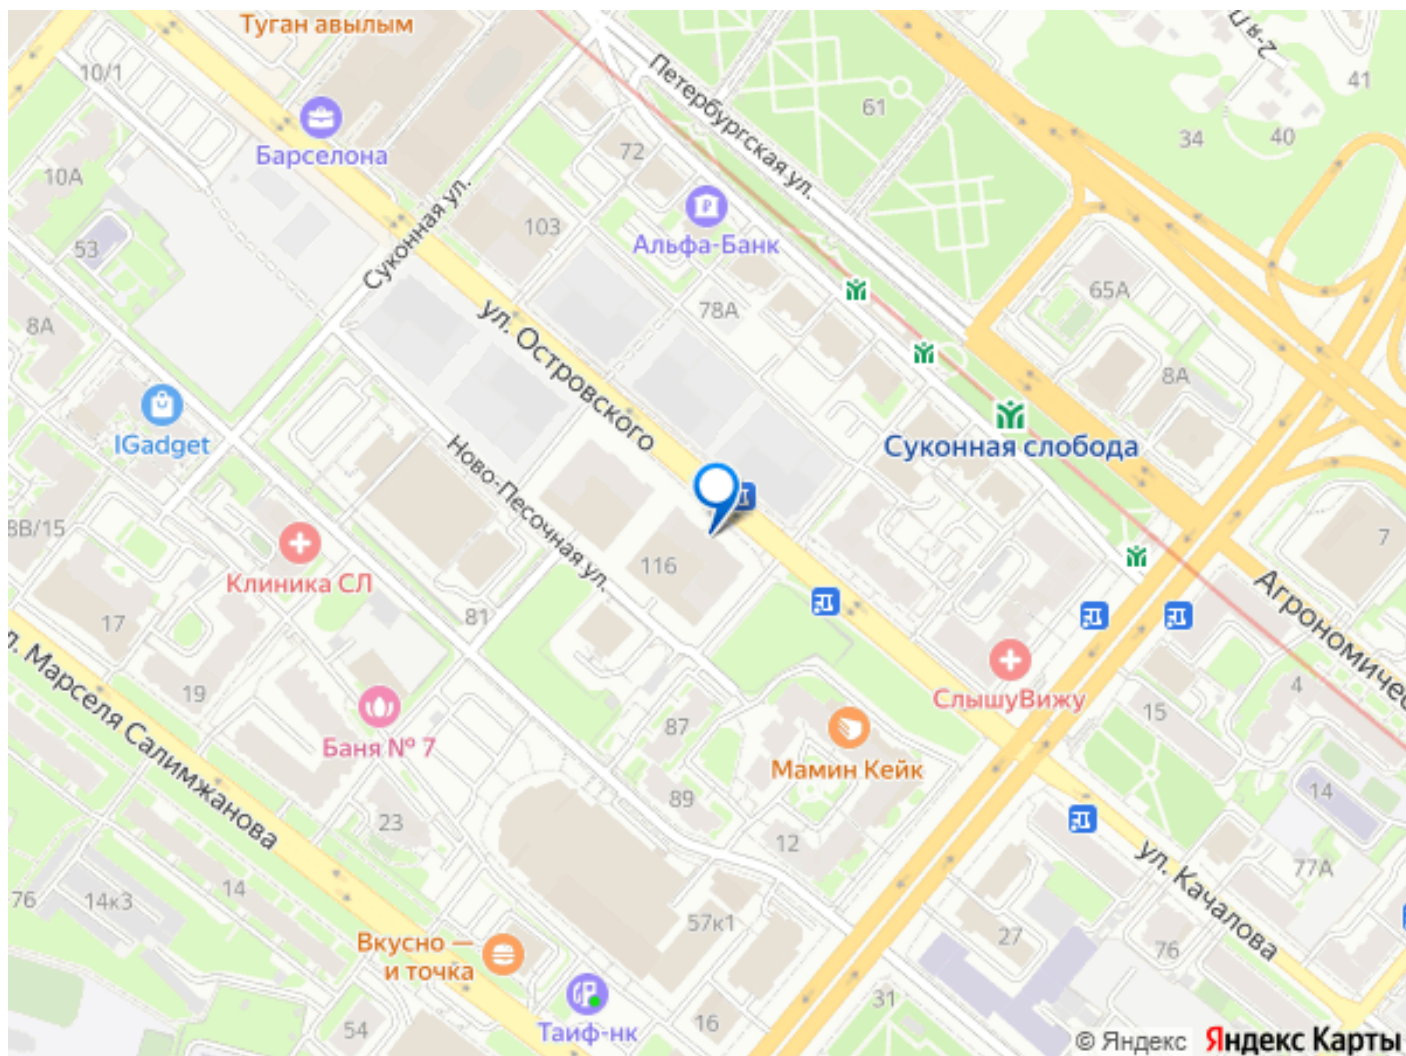 Туган авылым
10/1
Петербургская ул.
2-я П
41
61
34
40
Барселона
72
10А
Суконная ул.
103
Альфа-Банк
53
65А
78А
8А
ул. Островского
8А
IGadget
Суконная слобода
Ново-Песочная ул.
8В/15
7
116
Клиника СЛ
Агрономичес
81
17
л. Марселя Салимжанова
СлышуВижу
4
19
15
87
Баня № 7
Мамин Кейк
14
89
23
12
ул. Качалова
77А
76
14к3
14
57к1
27
76
Вкусно —
и точка
31
54
Таиф-нк
16
© Яндекс Яндекс Карты